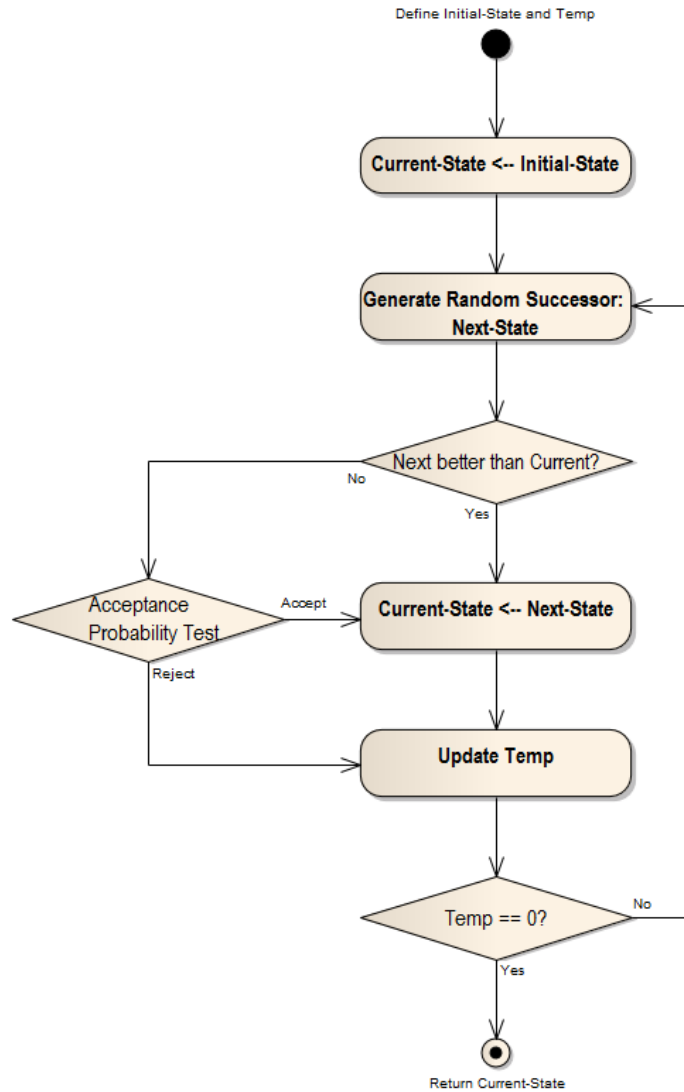 Define Initial-State and Temp
Current-State <-- Initial-State
Generate Random Successor:
Next-State
Next better than Current?
No
Yes
Acceptance
Probability Test
Accept
Current-State <-- Next-State
Reject
Update Temp
Temp == 0?
No
Yes
Return Current-State